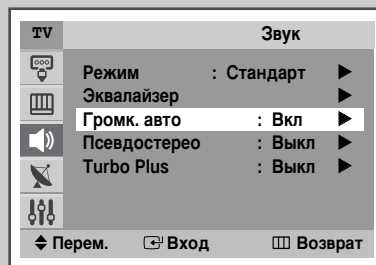 TV Звук
Режим : Стандарт ▶
Эквалайзер ▶
Громк. авто : Вкл ▶
Псевдостерео : Выкл ▶
Turbo Plus : Выкл ▶
Перем. Вход Возврат